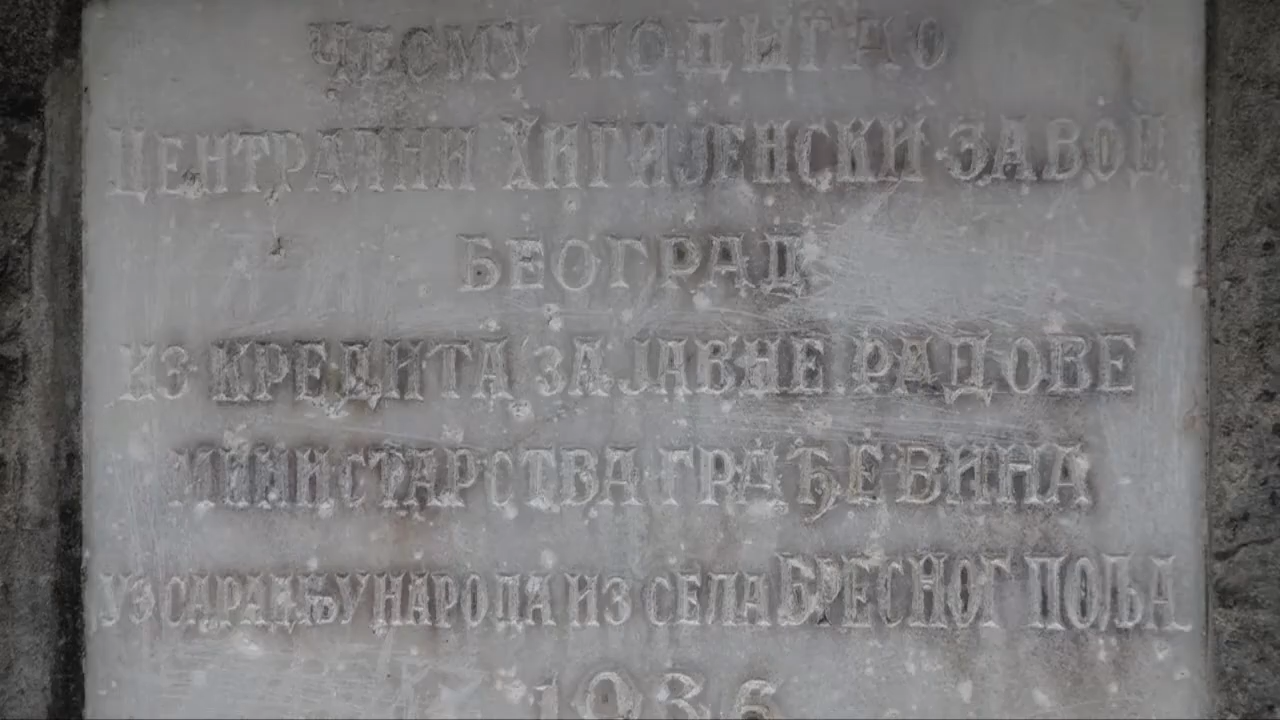 ЧЕСМУ ПОДИГАО
ЦЕНТРАЛНИ ХИГИЈЕНСКИ ЗАВОД
БЕОГРАД
ИЗ КРЕДИТА ЗА ЈАВНЕ РАДОВЕ
МИНИСТАРСТВА ГРАЂЕВИНА
УЗ САРАДЊУ НАРОДА ИЗ СЕЛА БРЕСНОГ ПОЉА
1936